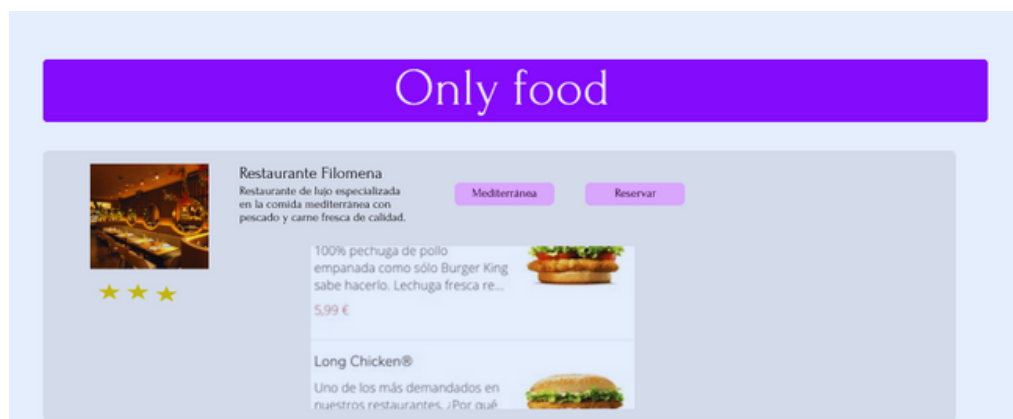 Only food
Restaurante Filomena
Restaurante de lujo especializada
en la comida mediterránea con
pescado y carne fresca de calidad.
Mediterránea
Reservar
100% pechuga de pollo
empanada como sólo Burger King
sabe hacerlo. Lechuga fresca re...
5,99 €
Long Chicken®
Uno de los más demandados en
nuestros restaurantes. ¿Por qué